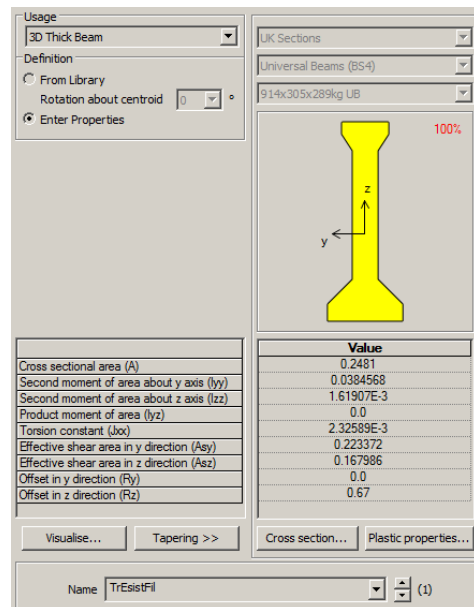 Usage
3D Thick Beam
Definition
From Library
Rotation about centroid 0 °
Enter Properties
UK Sections
Universal Beams (BS4)
914x305x289kg UB
100%
z
y
Value
Cross sectional area (A) 0.2481
Second moment of area about y axis (Iyy) 0.0384568
Second moment of area about z axis (Izz) 1.61907E-3
Product moment of area (Iyz) 0.0
Torsion constant (Jxx) 2.32589E-3
Effective shear area in y direction (Asy) 0.223372
Effective shear area in z direction (Asz) 0.167986
Offset in y direction (Ry) 0.0
Offset in z direction (Rz) 0.67
Visualise... Tapering >> Cross section... Plastic properties...
Name TrEsistFil (1)